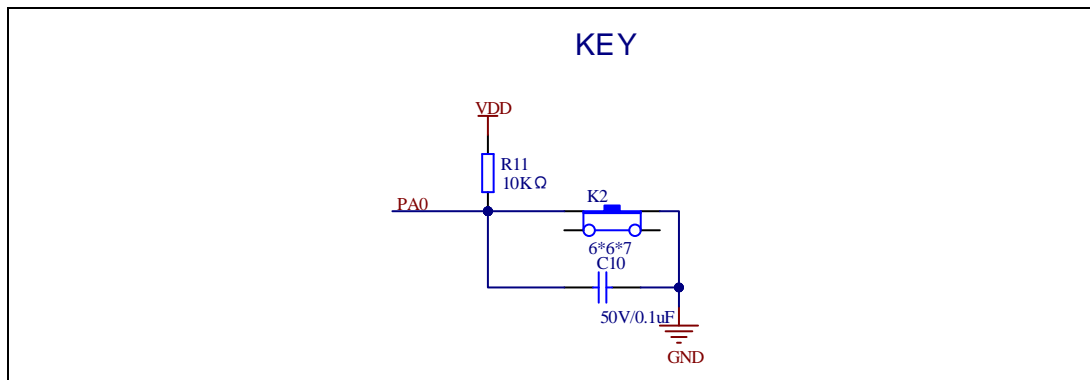 KEY
VDD
R11
10KΩ
PA0
K2
6*6*7
C10
50V/0.1uF
GND